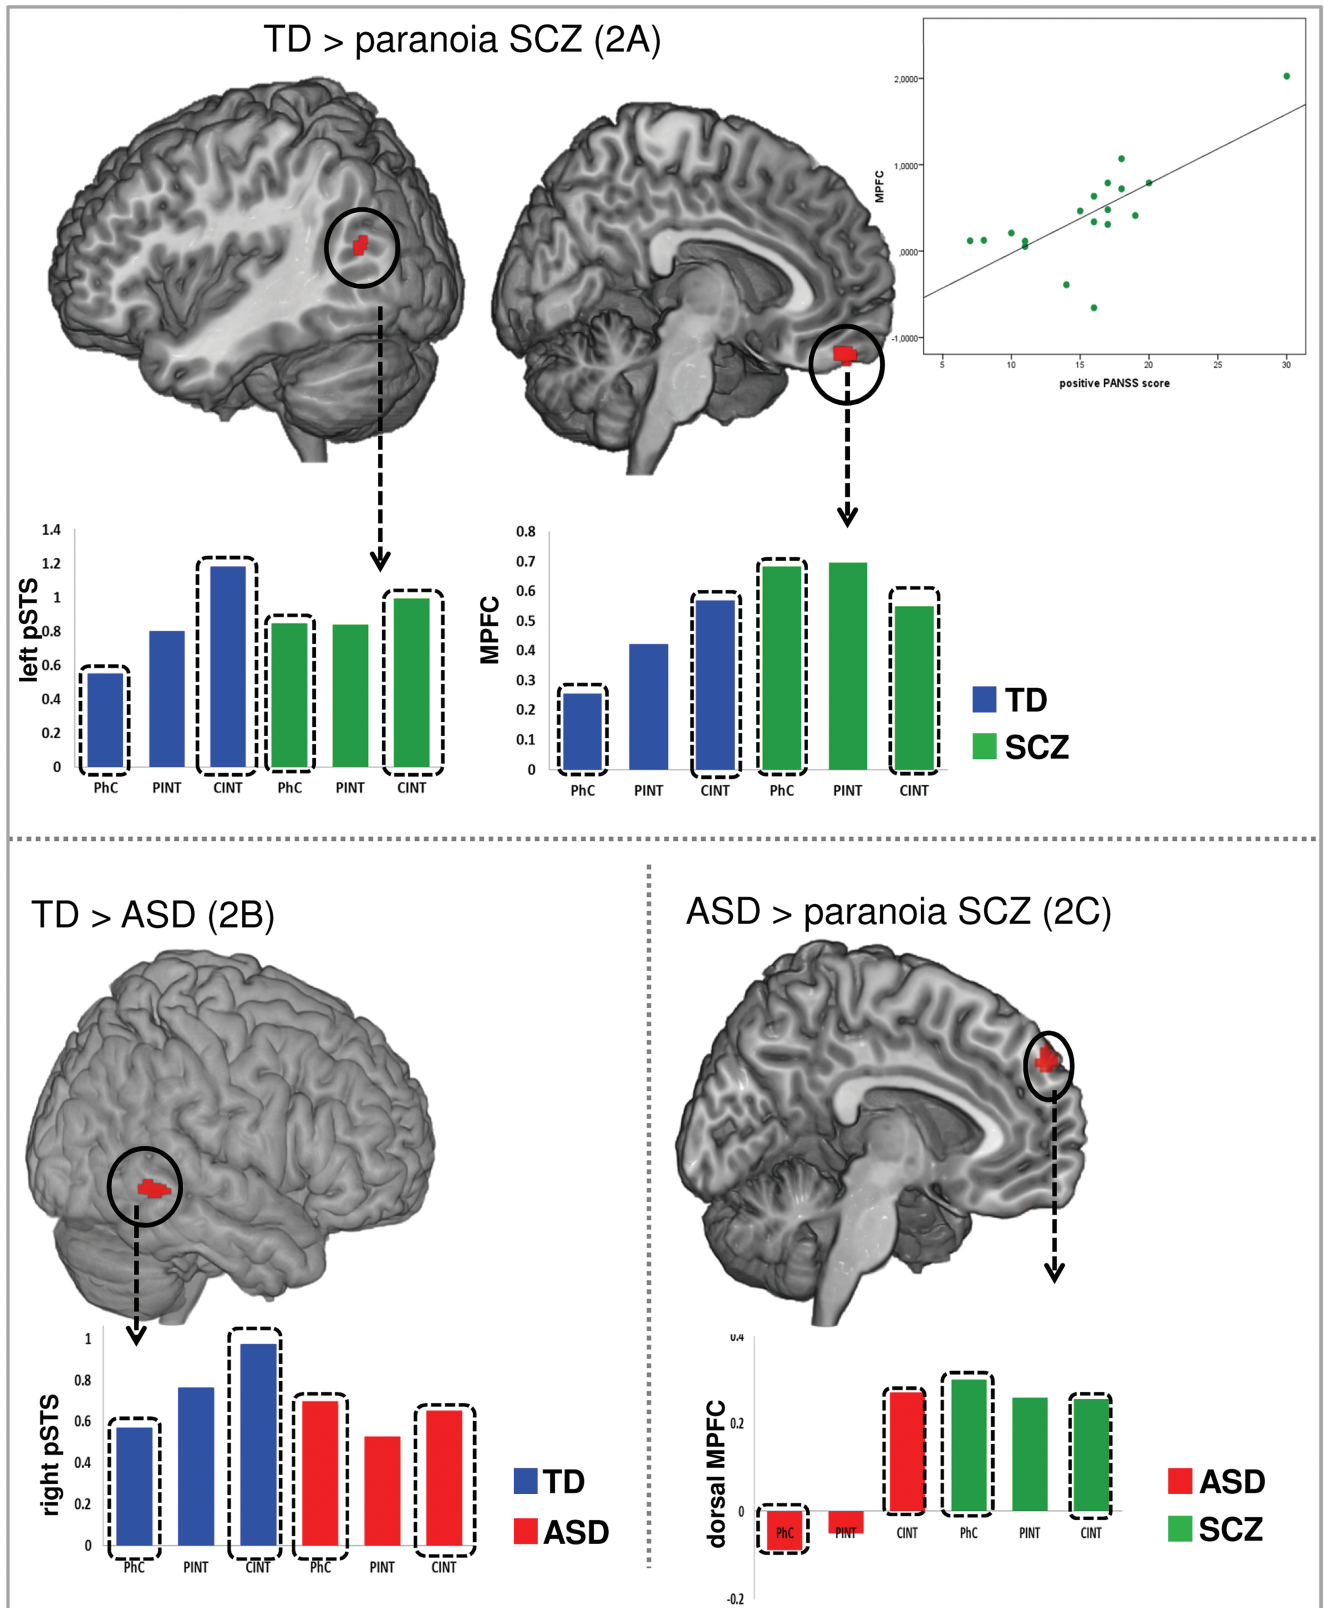 TD > paranoia SCZ (2A)
2,0000
1,0000
,0000
-1,0000
MPFC
5 10 15 20 25 30
positive PANSS score
left pSTS
1.4
1.2
1
0.8
0.6
0.4
0.2
0
PhC PINT CINT PhC PINT CINT
MPFC
0.8
0.7
0.6
0.5
0.4
0.3
0.2
0.1
0
PhC PINT CINT PhC PINT CINT
TD
SCZ
TD > ASD (2B)
right pSTS
1
0.8
0.6
0.4
0.2
0
PhC PINT CINT PhC PINT CINT
TD
ASD
ASD > paranoia SCZ (2C)
dorsal MPFC
0.4
0.2
0
-0.2
PhC PINT CINT PhC PINT CINT
ASD
SCZ